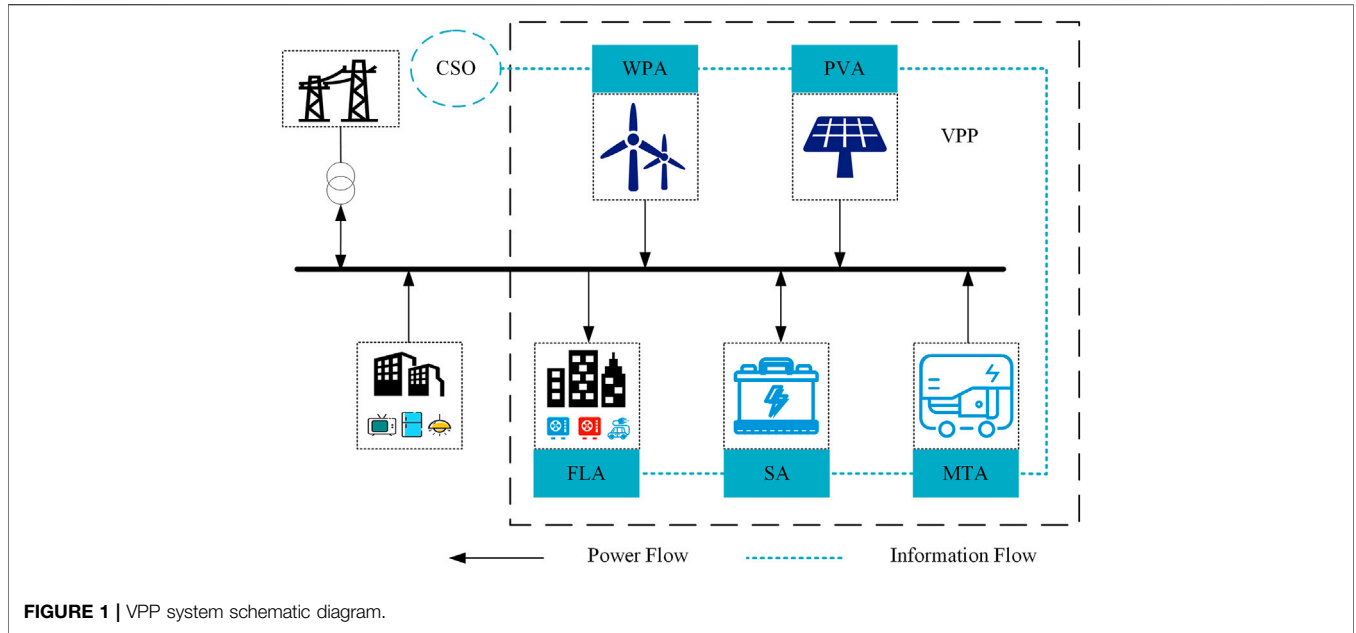 CSO
WPA
PVA
VPP
FLA
SA
MTA
Power Flow
Information Flow
FIGURE 1 | VPP system schematic diagram.